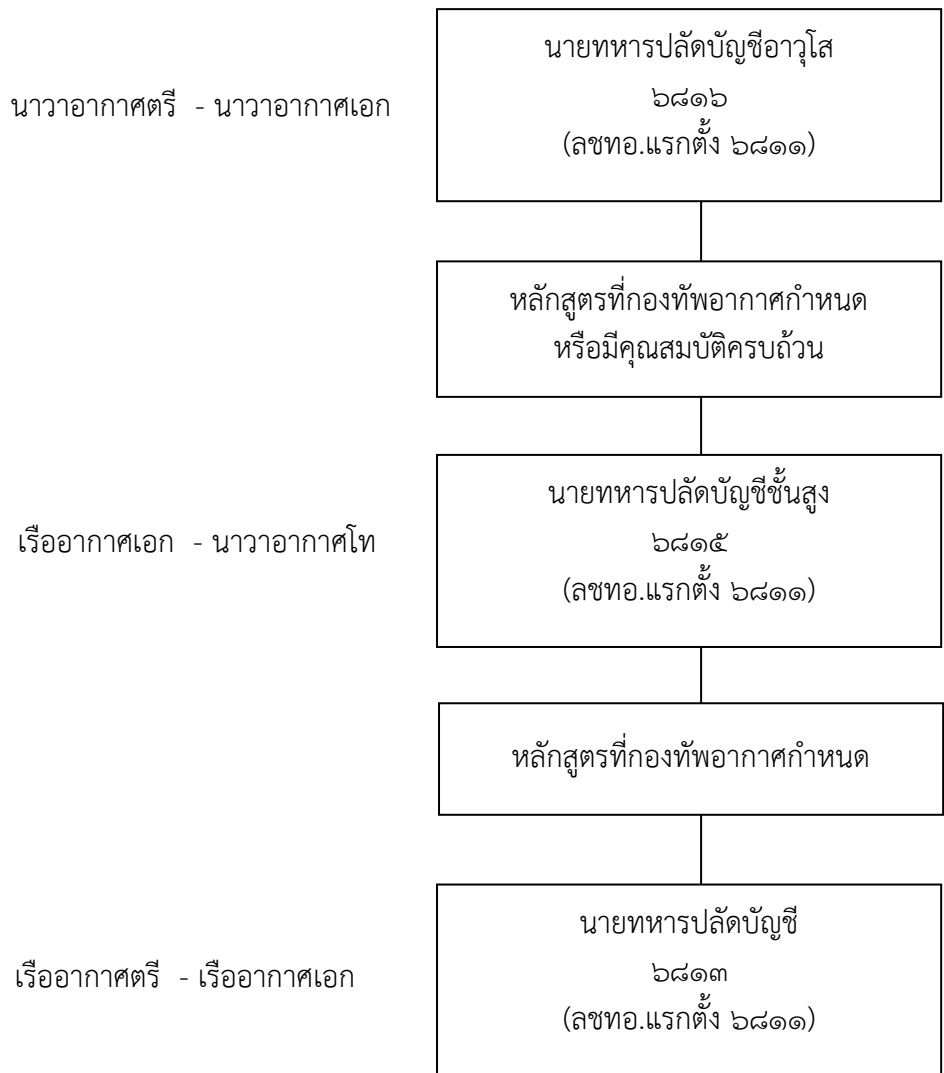 นายทหารปลัดบัญชีอาวุโส
นาวาอากาศตรี - นาวาอากาศเอก
๖๘๑๖
(ลชทอ.แรกตั้ง ๖๘๑๑)
หลักสูตรที่กองทัพอากาศกำหนด
หรือมีคุณสมบัติครบถ้วน
นายทหารปลัดบัญชีชั้นสูง
เรืออากาศเอก - นาวาอากาศโท
๖๘๑๕
(ลชทอ.แรกตั้ง ๖๘๑๑)
หลักสูตรที่กองทัพอากาศกำหนด
นายทหารปลัดบัญชี
เรืออากาศตรี - เรืออากาศเอก
๖๘๑๓
(ลชทอ.แรกตั้ง ๖๘๑๑)